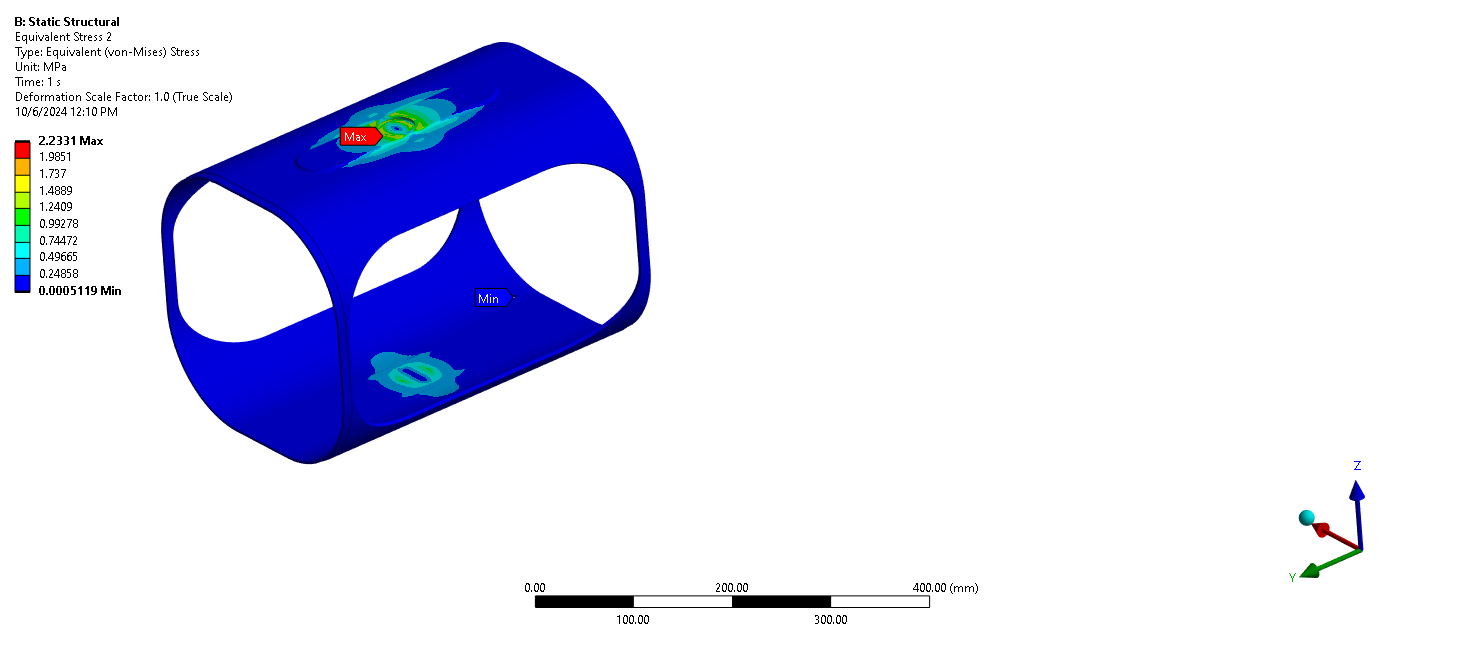 B: Static Structural
Equivalent Stress 2
Type: Equivalent (von-Mises) Stress
Unit: MPa
Time: 1 s
Deformation Scale Factor: 1.0 (True Scale)
10/6/2024 12:10 PM
2.2331 Max
1.9851
1.737
1.4889
1.2409
0.99278
0.74472
0.49665
0.24858
0.0005119 Min
Max
Min
Z
Y
0.00 200.00 400.00 (mm)
100.00 300.00